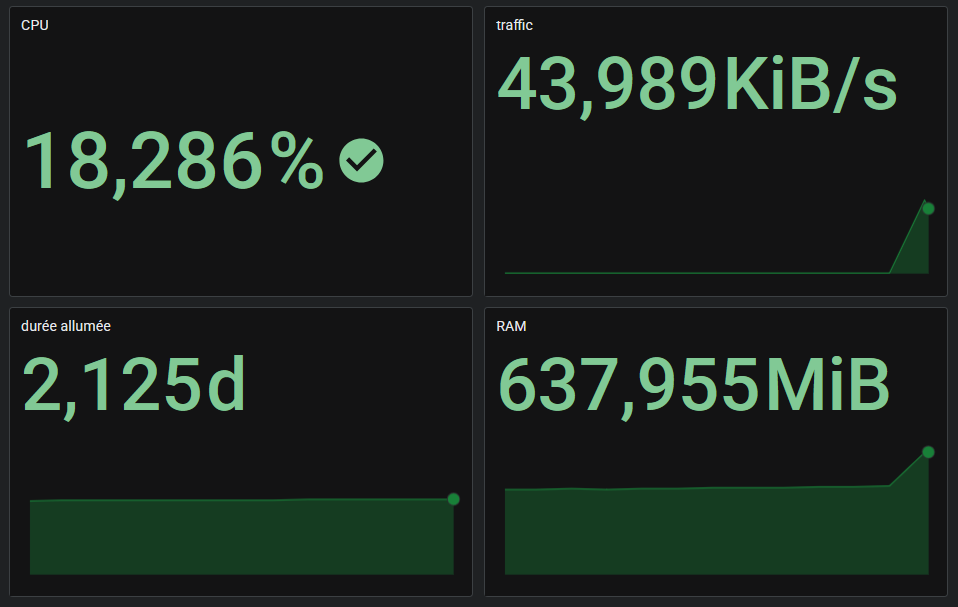 CPU
18,286%
traffic
43,989KiB/s
durée allumée
2,125d
RAM
637,955MiB